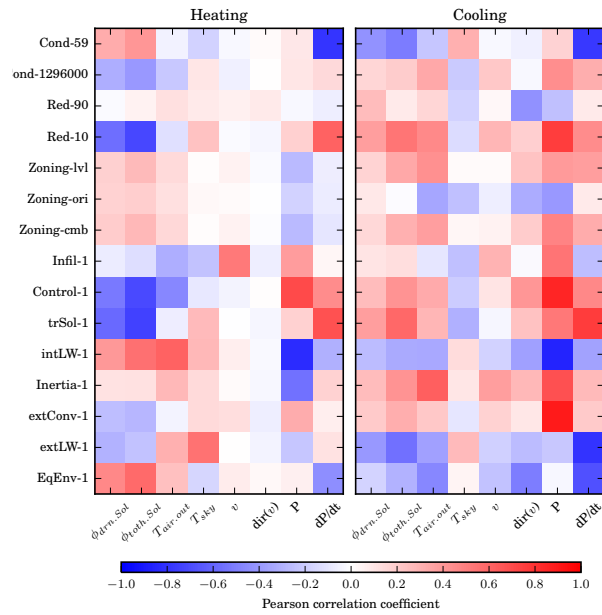 Heating
Cooling
Cond-59
ond-1296000
Red-90
Red-10
Zoning-lvl
Zoning-ori
Zoning-cmb
Infil-1
Control-1
trSol-1
intLW-1
Inertia-1
extConv-1
extLW-1
EqEnv-1
ϕdrn.Sol ϕtoth.Sol Tair.out Tsky v dir(v) P dP/dt
ϕdrn.Sol ϕtoth.Sol Tair.out Tsky v dir(v) P dP/dt
−1.0 −0.8 −0.6 −0.4 −0.2 0.0 0.2 0.4 0.6 0.8 1.0
Pearson correlation coefficient